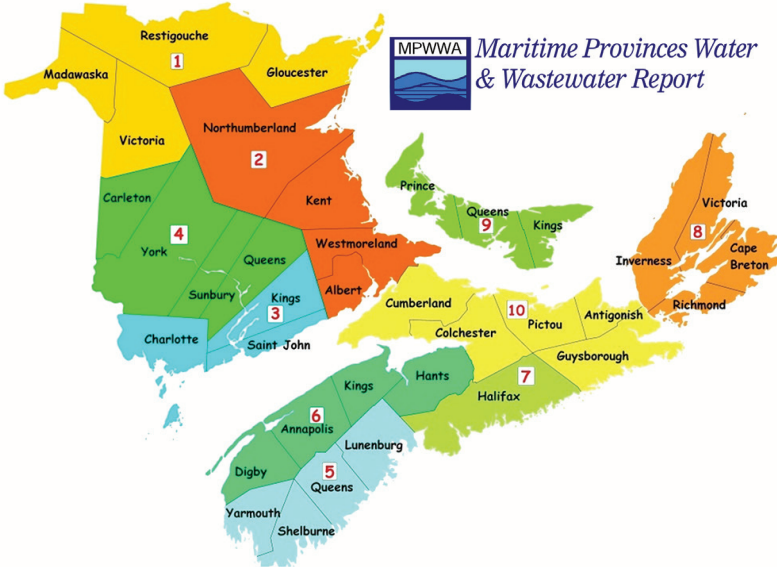 MPWWA
Maritime Provinces Water
& Wastewater Report
Restigouche
1
Madawaska
Gloucester
Victoria
Northumberland
2
Kent
Westmoreland
Albert
Carleton
4
York
Queens
Sunbury
Kings
3
Charlotte
Saint John
Prince
Queens
9
Kings
Victoria
8
Inverness
Cape
Breton
Richmond
Cumberland
10
Colchester
Pictou
Antigonish
Guysborough
7
Halifax
Hants
Kings
6
Annapolis
Digby
Lunenburg
5
Queens
Yarmouth
Shelburne